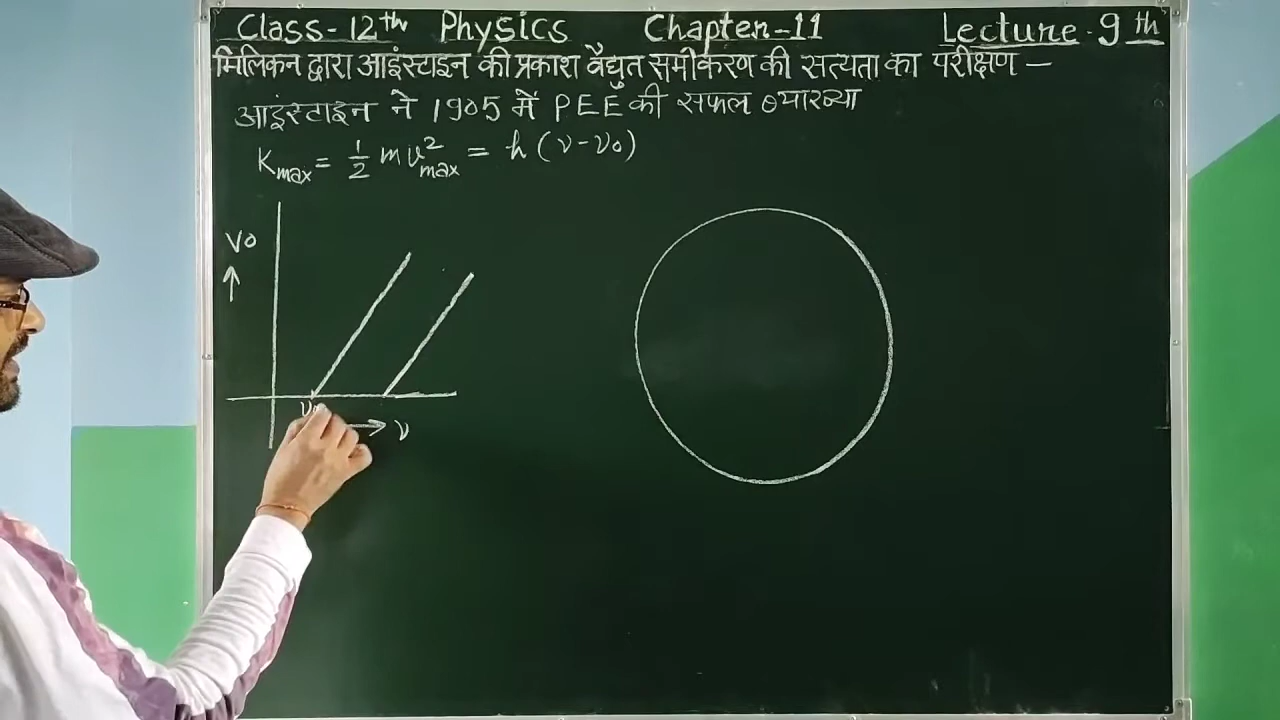 Class-12th Physics Chapter-11 Lecture-9th
मिलिकन द्वारा आइंस्टाइन की प्रकाश वैद्युत समीकरण की सत्यता का परीक्षण –
आइंस्टाइन ने 1905 में PEE की सफल व्याख्या
Kmax = 1/2 mv²max = h (ν - ν₀)
V₀
↑
→ ν